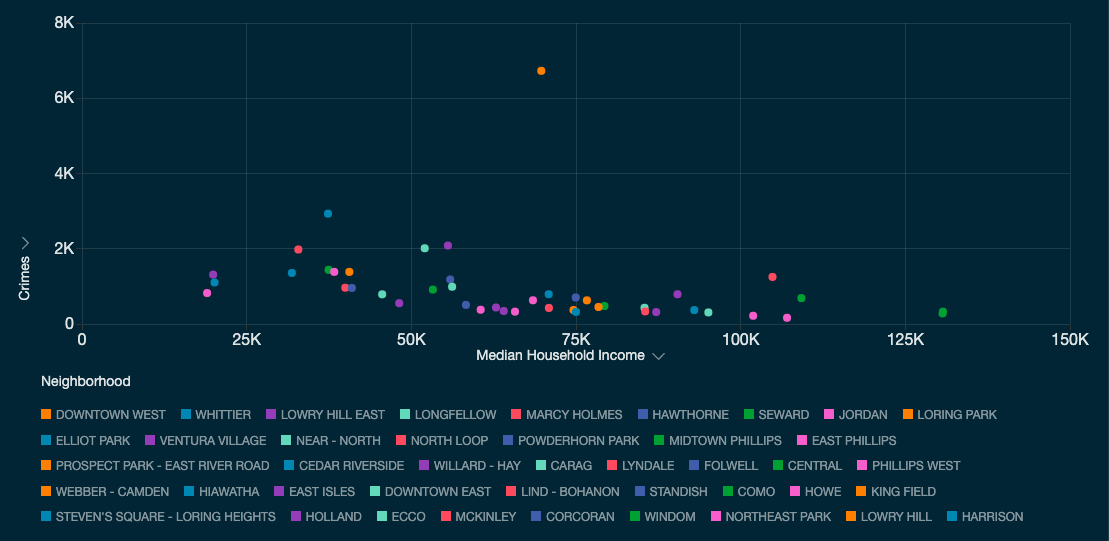 8K
6K
4K
2K
0
Crimes
0 25K 50K 75K 100K 125K 150K
Median Household Income
Neighborhood
DOWNTOWN WEST WHITTIER LOWRY HILL EAST LONGFELLOW MARCY HOLMES HAWTHORNE SEWARD JORDAN LORING PARK
ELLIOT PARK VENTURA VILLAGE NEAR - NORTH NORTH LOOP POWDERHORN PARK MIDTOWN PHILLIPS EAST PHILLIPS
PROSPECT PARK - EAST RIVER ROAD CEDAR RIVERSIDE WILLARD - HAY CARAG LYNDALE FOLWELL CENTRAL PHILLIPS WEST
WEBBER - CAMDEN HIAWATHA EAST ISLES DOWNTOWN EAST LIND - BOHANON STANDISH COMO HOWE KING FIELD
STEVEN'S SQUARE - LORING HEIGHTS HOLLAND ECCO MCKINLEY CORCORAN WINDOM NORTHEAST PARK LOWRY HILL HARRISON